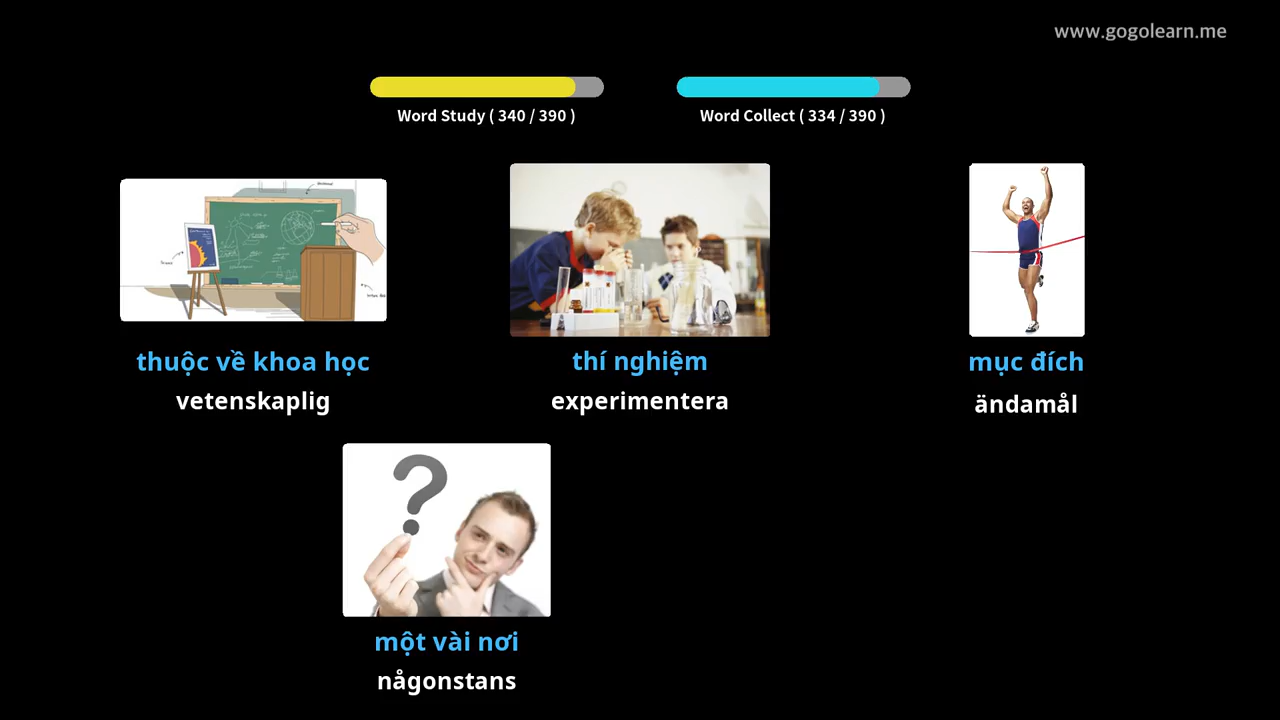 www.gogolearn.me
Word Study ( 340 / 390 )
Word Collect ( 334 / 390 )
thuộc về khoa học
vetenskaplig
thí nghiệm
experimentera
mục đích
ändamål
một vài nơi
någonstans